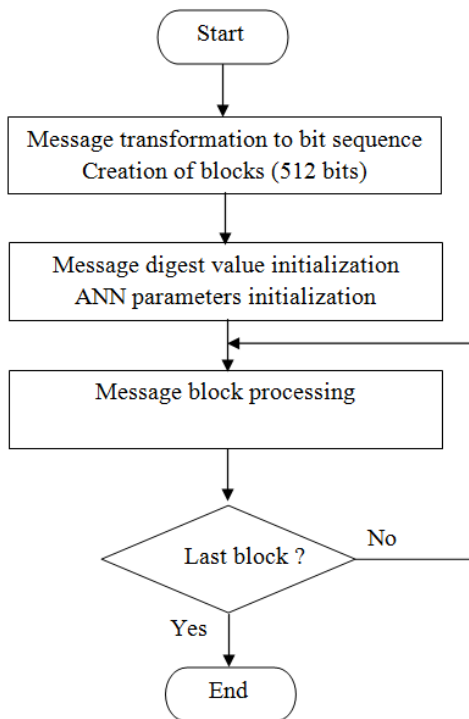 Start
Message transformation to bit sequence
Creation of blocks (512 bits)
Message digest value initialization
ANN parameters initialization
Message block processing
Last block ?
No
Yes
End